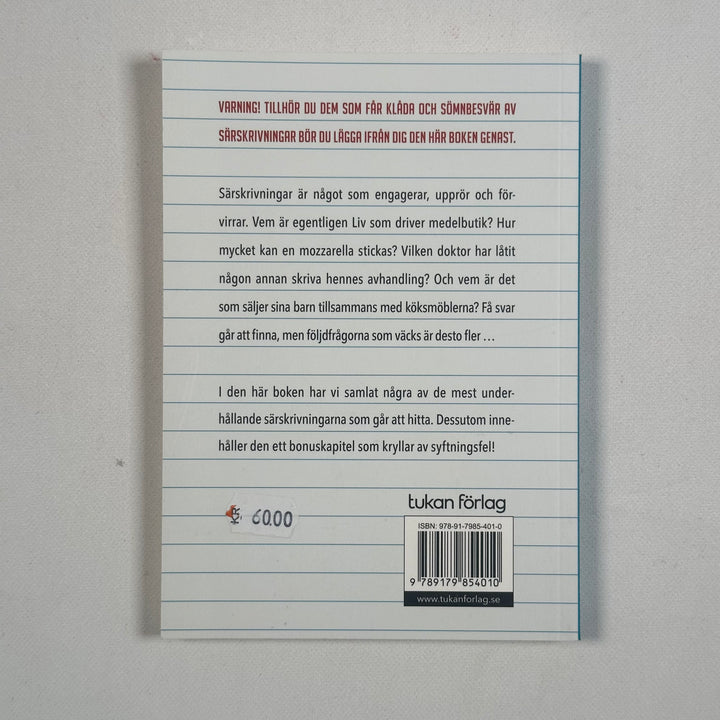 VARNING! TILLHÖR DU DEM SOM FÅR KLÅDA OCH SÖMNBESVÄR AV
SÄRSKRIVNINGAR BÖR DU LÄGGA IFRÅN DIG DEN HÄR BOKEN GENAST.
Särskrivningar är något som engagerar, upprör och för-
virrar. Vem är egentligen Liv som driver medelbutik? Hur
mycket kan en mozzarella stickas? Vilken doktor har låtit
någon annan skriva hennes avhandling? Och vem är det
som säljer sina barn tillsammans med köksmöblerna? Få svar
går att finna, men följdfrågorna som väcks är desto fler ...
I den här boken har vi samlat några av de mest under-
hållande särskrivningarna som går att hitta. Dessutom inne-
håller den ett bonuskapitel som kryllar av syftningsfel!
tukan förlag
60.00
ISBN: 978-91-7985-401-0
9 789179 854010
www.tukanforlag.se